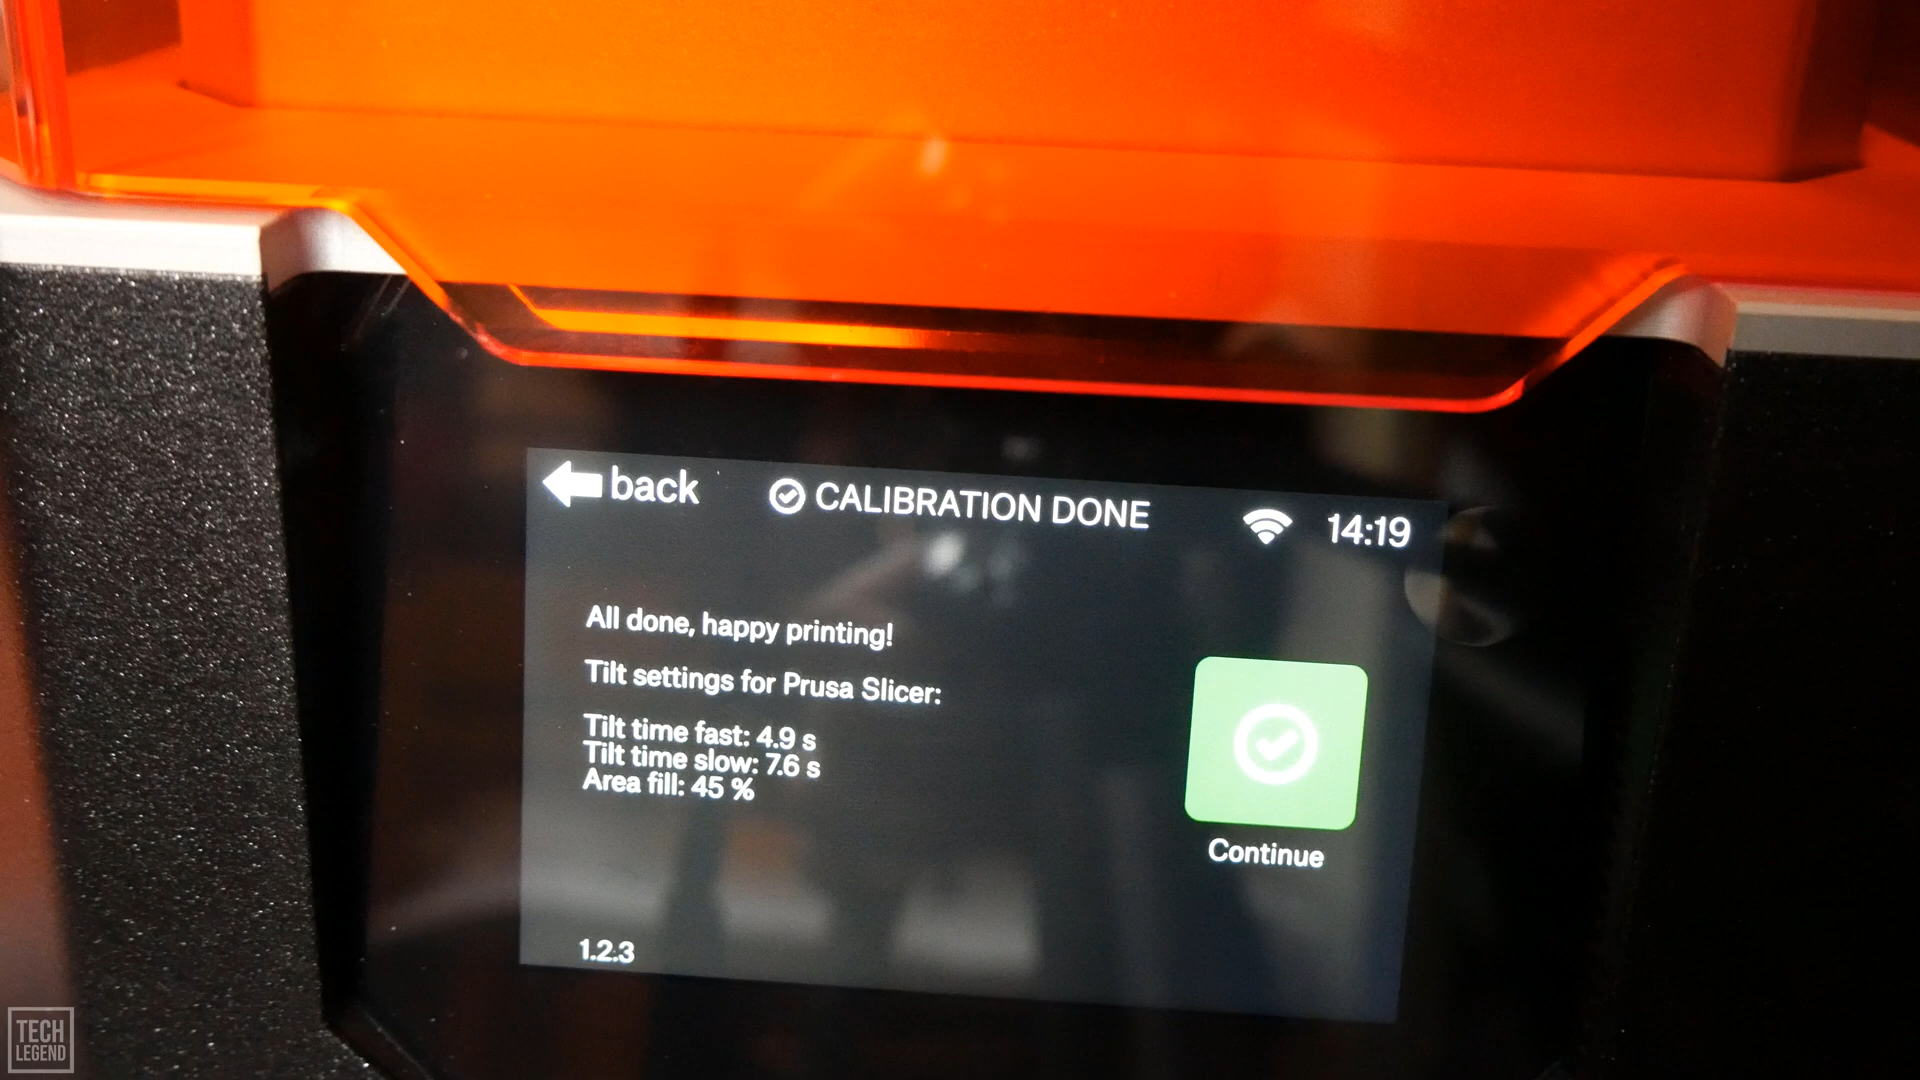 back
CALIBRATION DONE
14:19
All done, happy printing!
Tilt settings for Prusa Slicer:
Tilt time fast: 4.9 s
Tilt time slow: 7.6 s
Area fill: 45 %
Continue
1.2.3
TECH
LEGEND